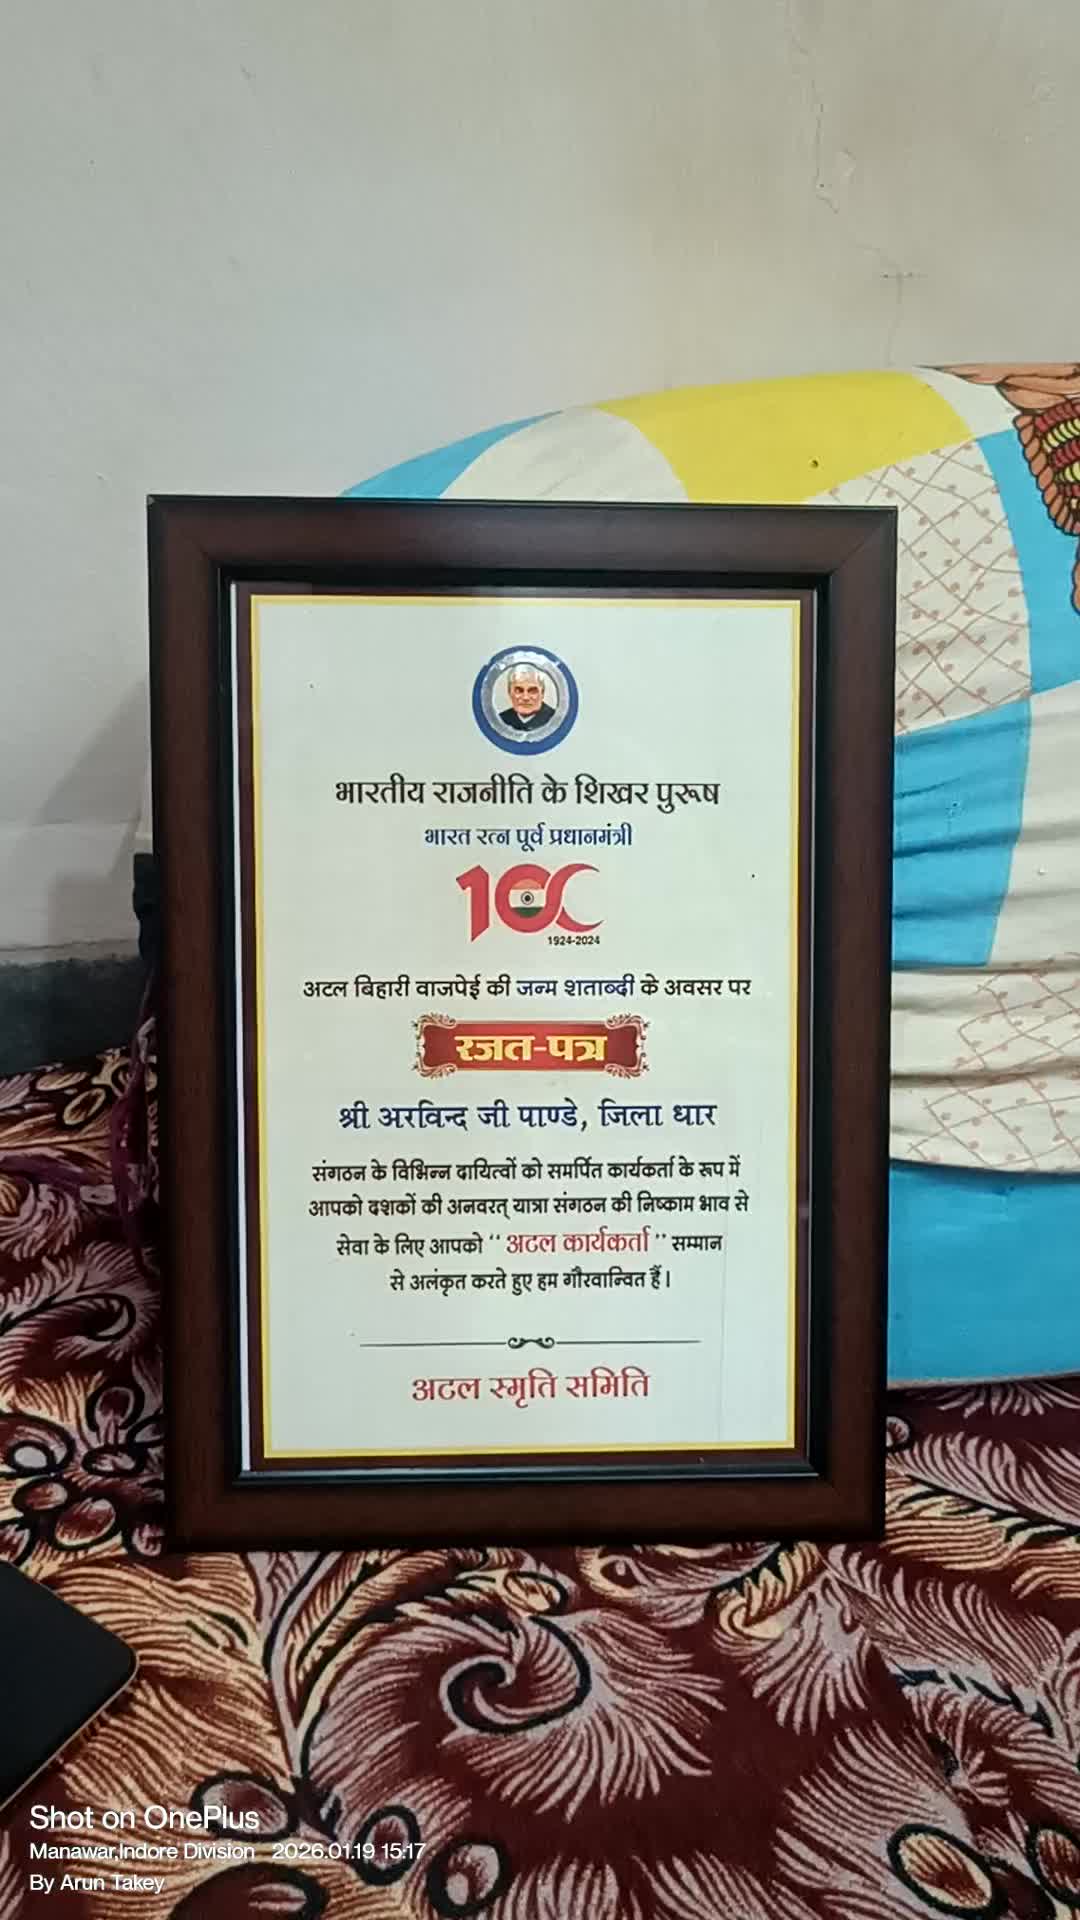 भारतीय राजनीति के शिखर पुरूष
भारत रत्न पूर्व प्रधानमंत्री
100
1924-2024
अटल बिहारी वाजपेई की जन्म शताब्दी के अवसर पर
रजत-पत्र
श्री अरविन्द जी पाण्डे, जिला धार
संगठन के विभिन्न दायित्वों को समर्पित कार्यकर्ता के रूप में
आपको दशकों की अनवरत् यात्रा संगठन की निष्काम भाव से
सेवा के लिए आपको ‘‘ अटल कार्यकर्ता ’’ सम्मान
से अलंकृत करते हुए हम गौरवान्वित हैं।
अटल स्मृति समिति
Shot on OnePlus
Manawar,Indore Division 2026.01.19 15:17
By Arun Takey